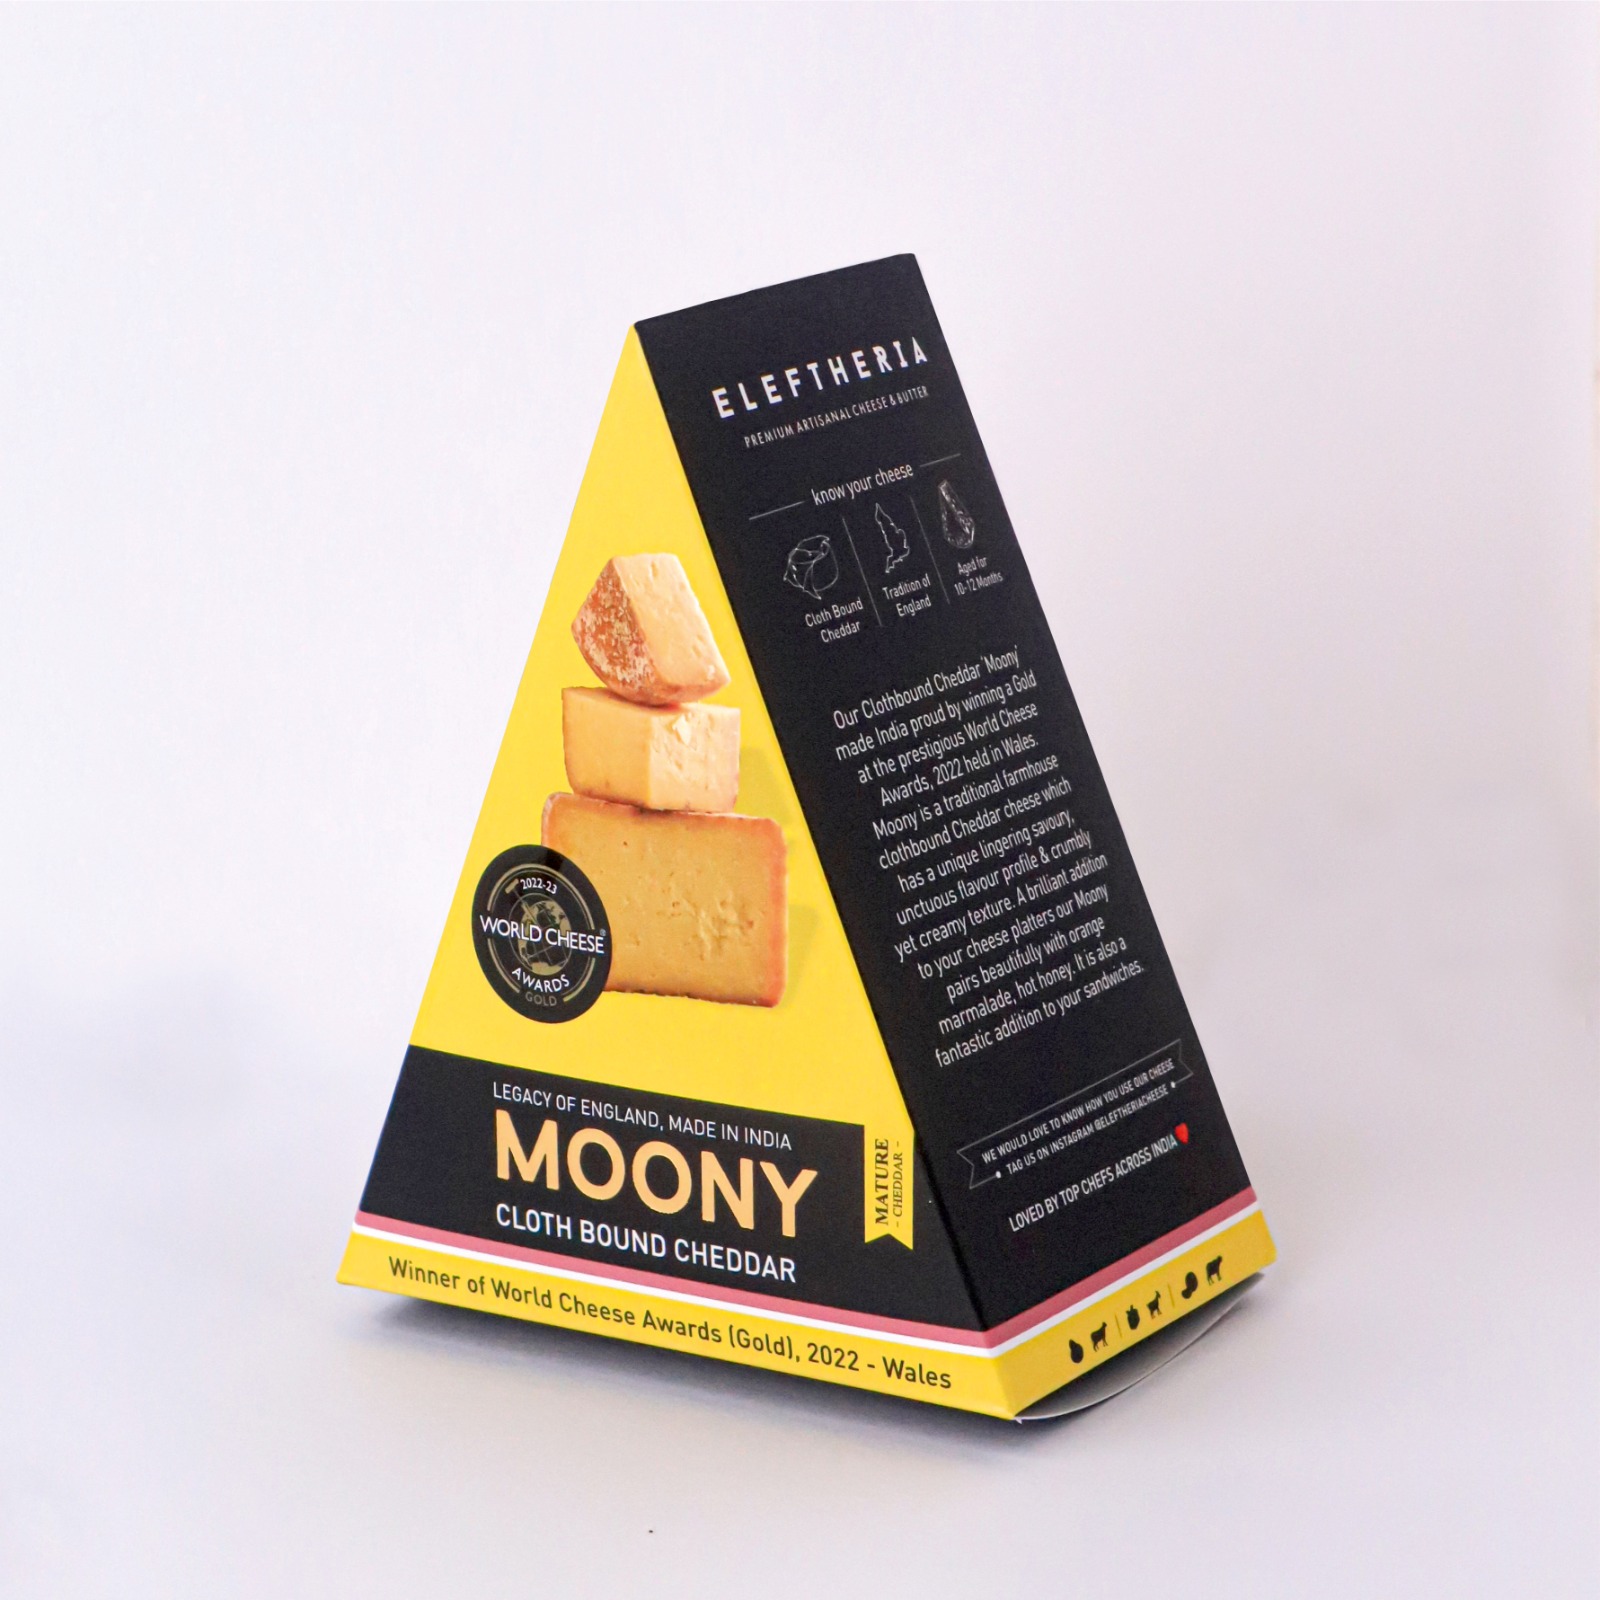 2022-23
WORLD CHEESE
AWARDS
GOLD
LEGACY OF ENGLAND, MADE IN INDIA
MOONY
CLOTH BOUND CHEDDAR
MATURE
- CHEDDAR -
Winner of World Cheese Awards (Gold), 2022 - Wales
ELEFTHERIA
PREMIUM ARTISANAL CHEESE & BUTTER
know your cheese
Cloth Bound
Cheddar
Tradition of
England
Aged for
10-12 Months
Our Clothbound Cheddar 'Moony'
made India proud by winning a Gold
at the prestigious World Cheese
Awards, 2022 held in Wales.
Moony is a traditional farmhouse
clothbound Cheddar cheese which
has a unique lingering savoury,
unctuous flavour profile & crumbly
yet creamy texture. A brilliant addition
to your cheese platters our Moony
pairs beautifully with orange
marmalade, hot honey. It is also a
fantastic addition to your sandwiches.
WE WOULD LOVE TO KNOW HOW YOU USE OUR CHEESE
• TAG US ON INSTAGRAM @ELEFTHERIACHEESE •
LOVED BY TOP CHEFS ACROSS INDIA❤